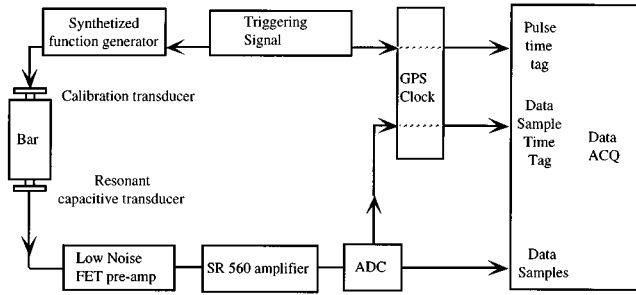 Synthetized
function generator
Triggering
Signal
GPS
Clock
Pulse
time
tag
Data
Sample
Time
Tag
Data
ACQ
Data
Samples
Calibration transducer
Bar
Resonant
capacitive transducer
Low Noise
FET pre-amp
SR 560 amplifier
ADC